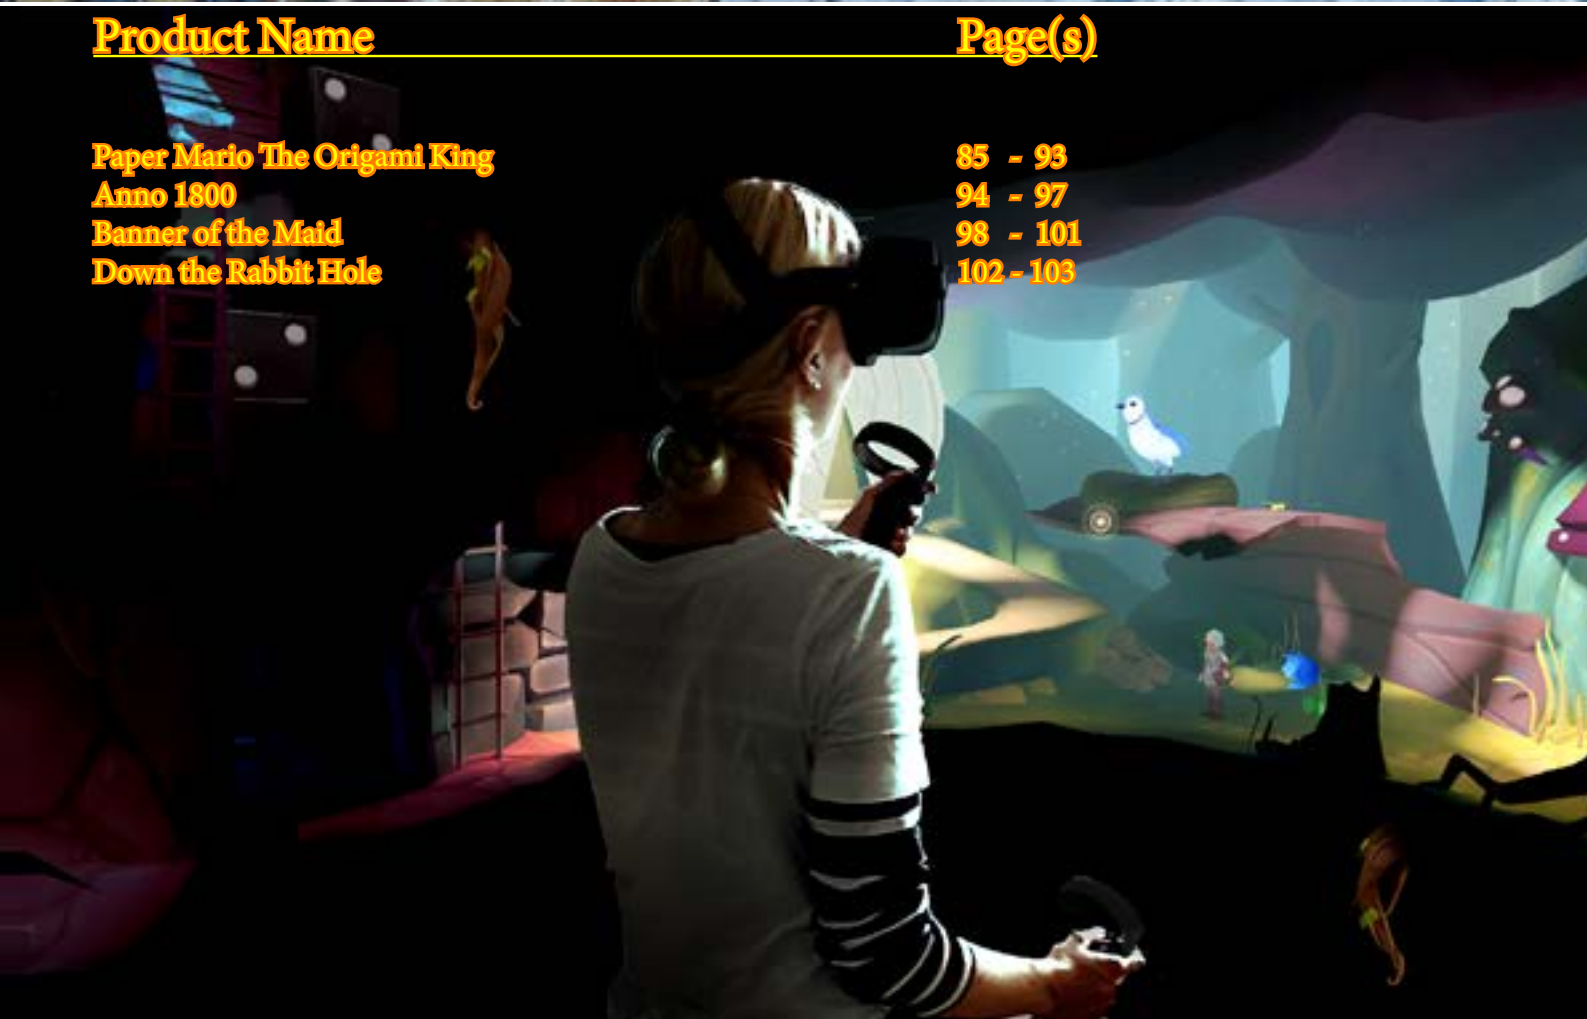 Product Name Page(s)
Paper Mario The Origami King 85 - 93
Anno 1800 94 - 97
Banner of the Maid 98 - 101
Down the Rabbit Hole 102 - 103